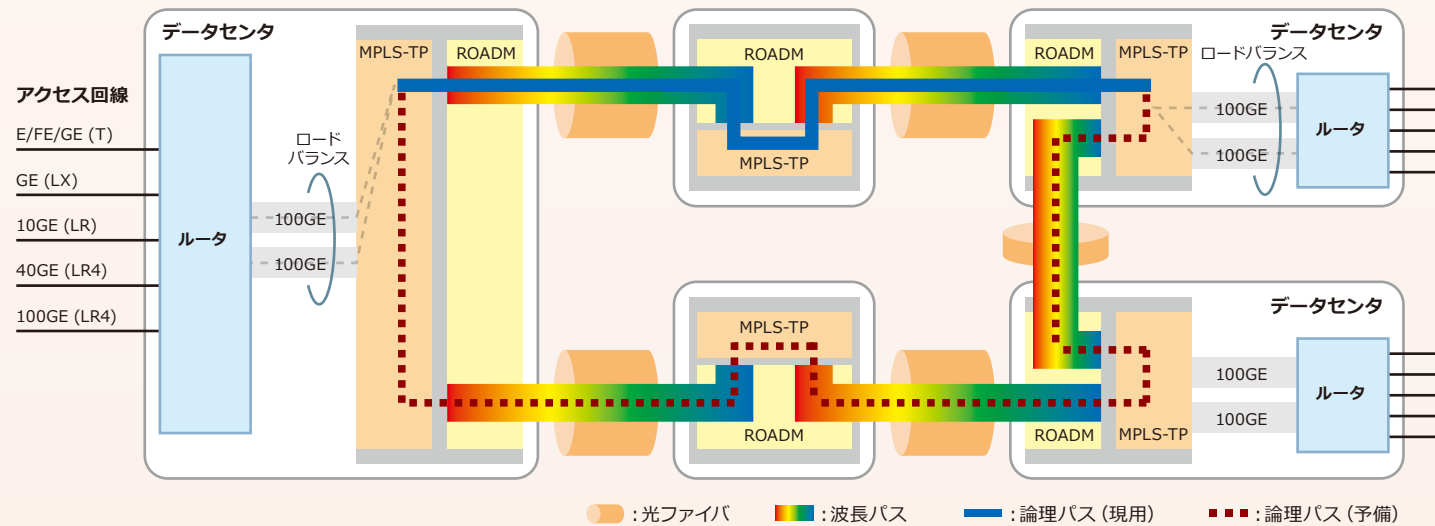 データセンタ
MPLS-TP
ROADM
アクセス回線
E/FE/GE (T)
GE (LX)
10GE (LR)
40GE (LR4)
100GE (LR4)
ルータ
ロード
バランス
100GE
100GE
ROADM
MPLS-TP
データセンタ
ROADM
MPLS-TP
ロードバランス
100GE
100GE
ルータ
MPLS-TP
ROADM
データセンタ
ROADM
MPLS-TP
100GE
100GE
ルータ
：光ファイバ
：波長パス
：論理パス（現用）
：論理パス（予備）